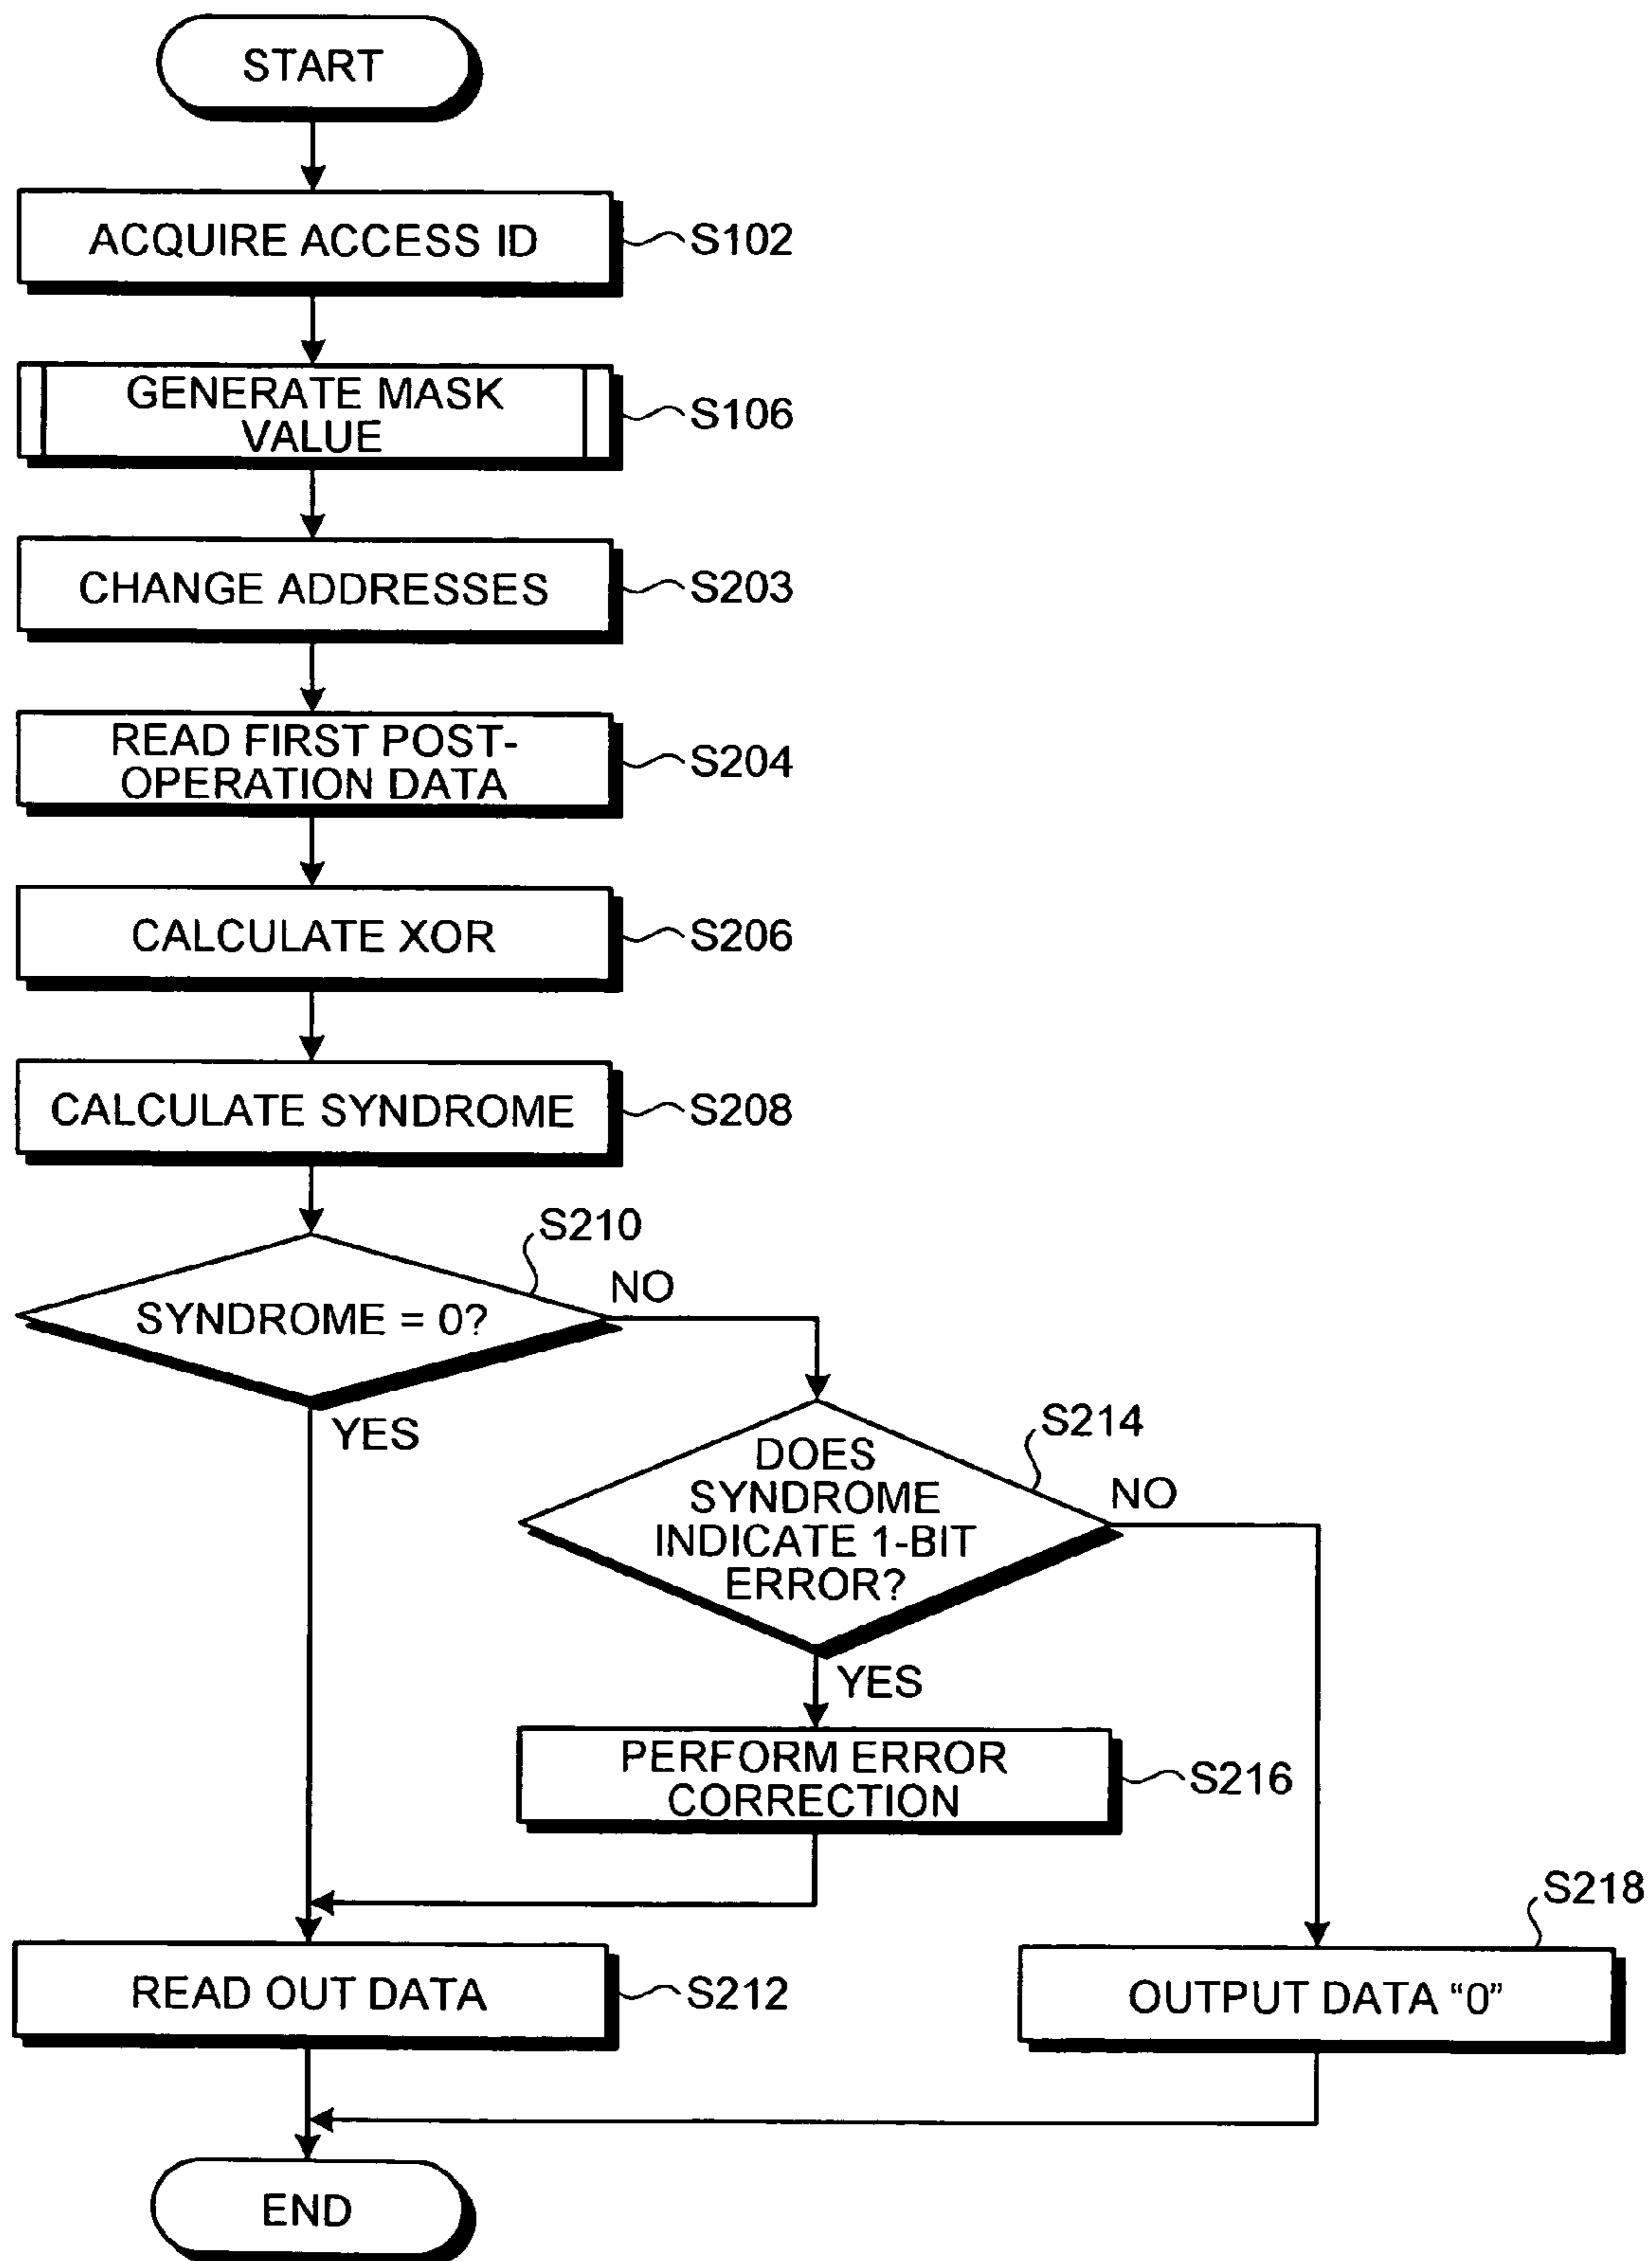 START
ACQUIRE ACCESS ID
S102
GENERATE MASK
VALUE
S106
CHANGE ADDRESSES
S203
READ FIRST POST-
OPERATION DATA
S204
CALCULATE XOR
S206
CALCULATE SYNDROME
S208
S210
SYNDROME = 0?
NO
YES
S214
DOES
SYNDROME
INDICATE 1-BIT
ERROR?
NO
YES
PERFORM ERROR
CORRECTION
S216
READ OUT DATA
S212
S218
OUTPUT DATA “0”
END